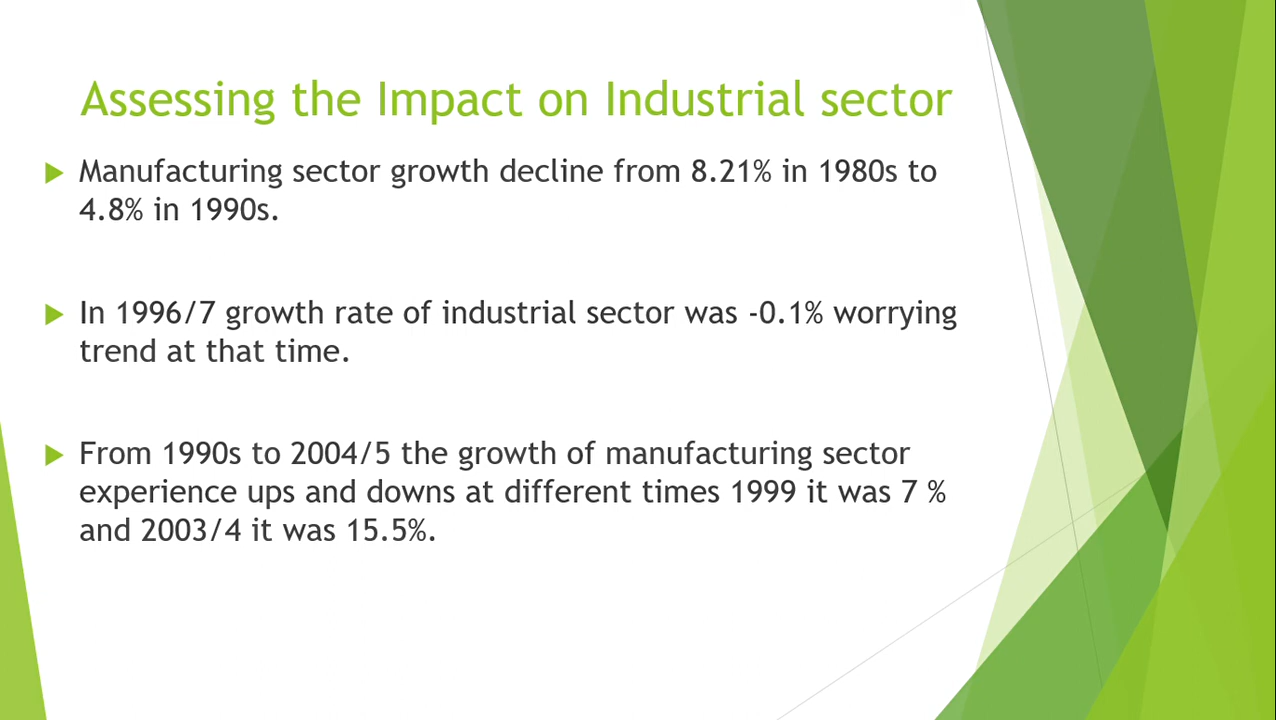 Assessing the Impact on Industrial sector
Manufacturing sector growth decline from 8.21% in 1980s to
4.8% in 1990s.
In 1996/7 growth rate of industrial sector was -0.1% worrying
trend at that time.
From 1990s to 2004/5 the growth of manufacturing sector
experience ups and downs at different times 1999 it was 7 %
and 2003/4 it was 15.5%.